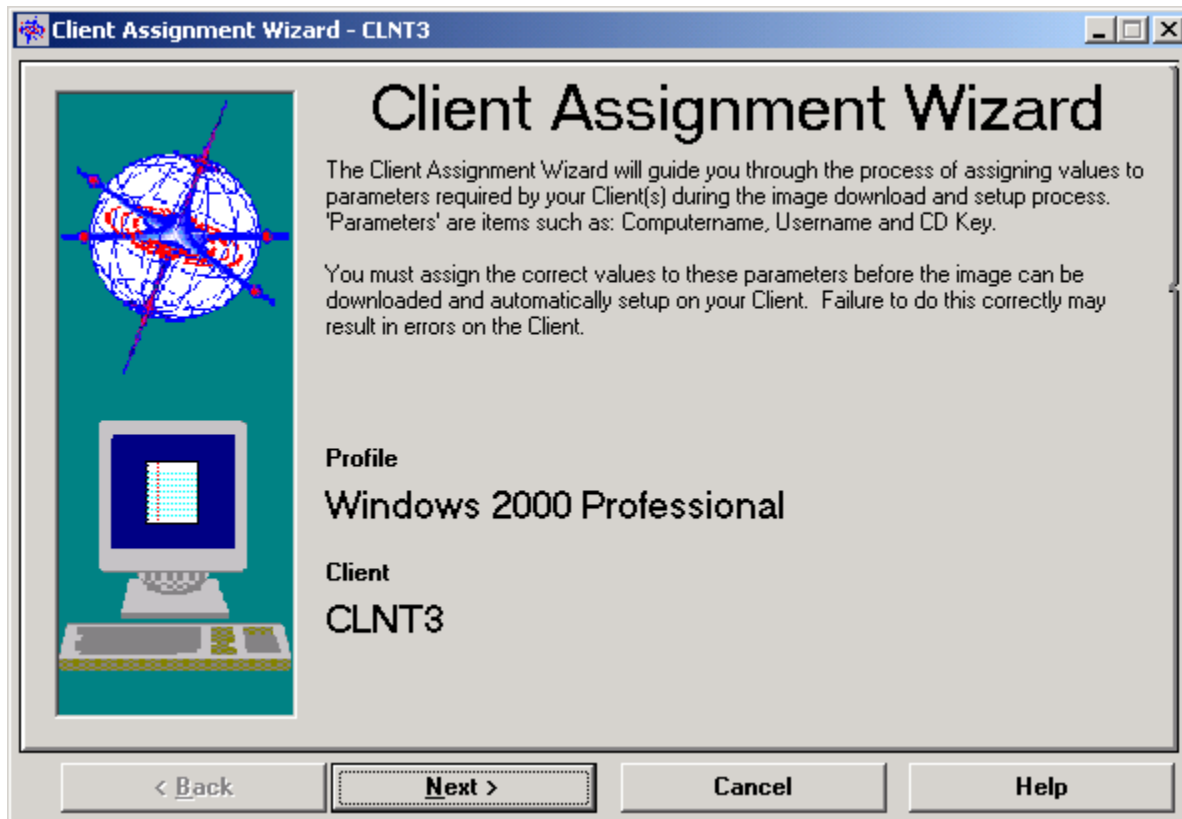 Client Assignment Wizard - CLNT3
Client Assignment Wizard
The Client Assignment Wizard will guide you through the process of assigning values to
parameters required by your Client(s) during the image download and setup process.
'Parameters' are items such as: Computername, Username and CD Key.
You must assign the correct values to these parameters before the image can be
downloaded and automatically setup on your Client.  Failure to do this correctly may
result in errors on the Client.
Profile
Windows 2000 Professional
Client
CLNT3
< Back
Next >
Cancel
Help